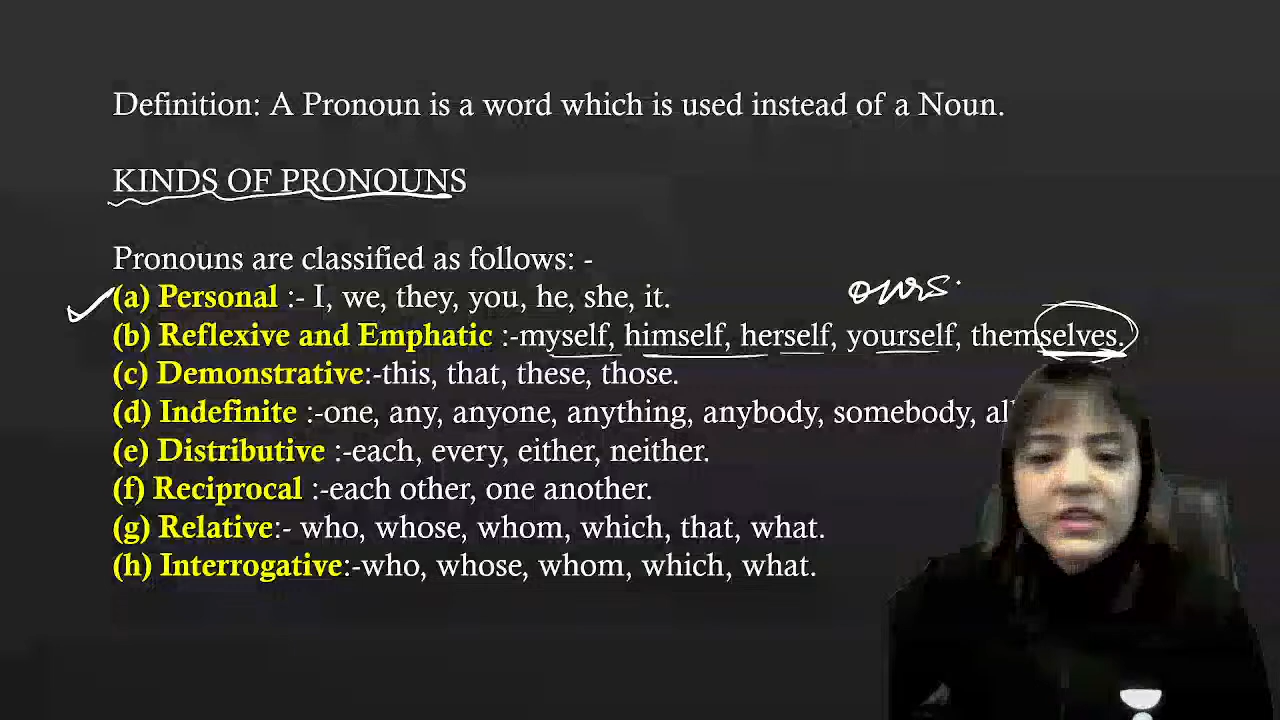 Definition: A Pronoun is a word which is used instead of a Noun.
KINDS OF PRONOUNS
Pronouns are classified as follows: -
(a) Personal :- I, we, they, you, he, she, it.
ours.
(b) Reflexive and Emphatic :-myself, himself, herself, yourself, themselves.
(c) Demonstrative:-this, that, these, those.
(d) Indefinite :-one, any, anyone, anything, anybody, somebody,
(e) Distributive :-each, every, either, neither.
(f) Reciprocal :-each other, one another.
(g) Relative:- who, whose, whom, which, that, what.
(h) Interrogative:-who, whose, whom, which, what.